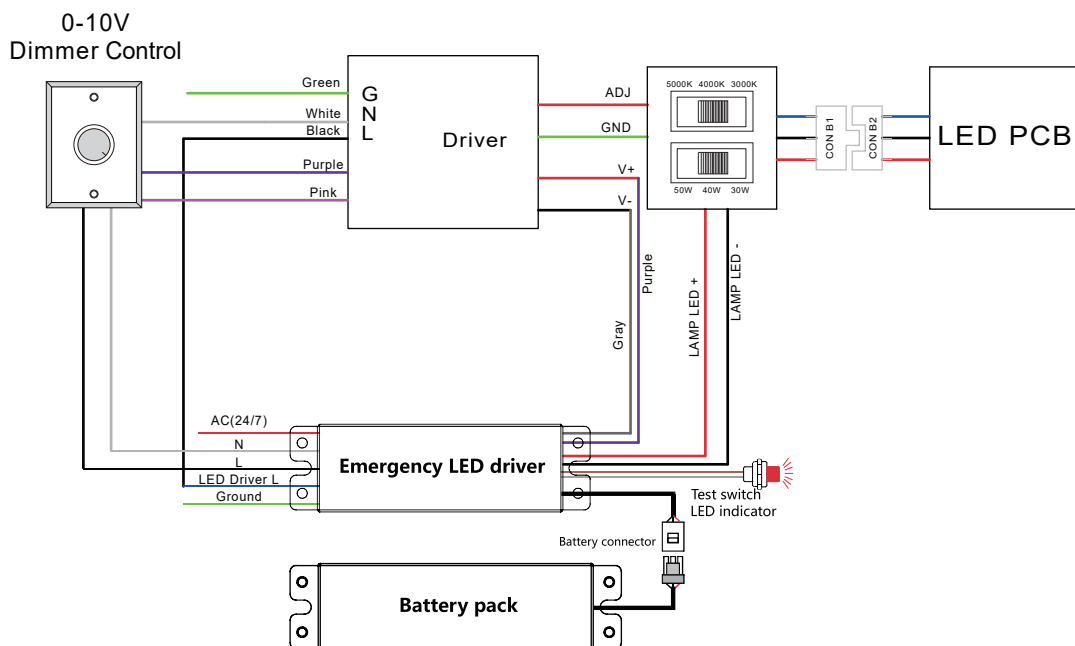 0-10V
Dimmer Control
Green
White
Black
Purple
Pink
G
N
L
Driver
ADJ
GND
V+
V-
5000K 4000K 3000K
50W 40W 30W
CON B1
CON B2
LED PCB
Gray
Purple
LAMP LED +
LAMP LED -
AC(24/7)
N
L
LED Driver L
Ground
Emergency LED driver
Test switch
LED indicator
Battery connector
Battery pack